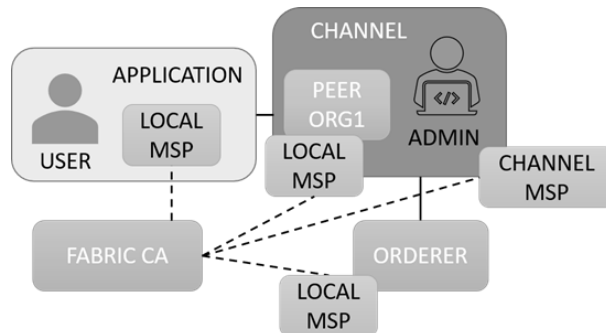 CHANNEL
APPLICATION
USER
LOCAL
MSP
PEER
ORG1
</>
ADMIN
LOCAL
MSP
CHANNEL
MSP
FABRIC CA
ORDERER
LOCAL
MSP